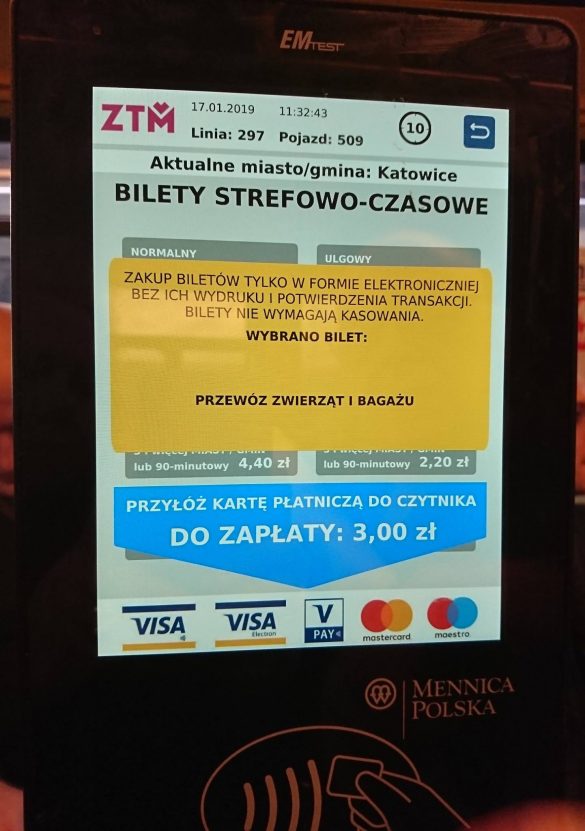 EMTEST
ZTM
17.01.2019 11:32:43
Linia: 297 Pojazd: 509
10
Aktualne miasto/gmina: Katowice
BILETY STREFOWO-CZASOWE
NORMALNY
ULGOWY
ZAKUP BILETÓW TYLKO W FORMIE ELEKTRONICZNIEJ
BEZ ICH WYDRUKU I POTWIERDZENIA TRANSAKCJI.
BILETY NIE WYMAGAJĄ KASOWANIA.
WYBRANO BILET:
PRZEWÓZ ZWIERZĄT I BAGAŻU
lub 90-minutowy 4,40 zł
lub 90-minutowy 2,20 zł
PRZYŁÓŻ KARTĘ PŁATNICZĄ DO CZYTNIKA
DO ZAPŁATY: 3,00 zł
VISA
VISA
Electron
V
PAY
mastercard
maestro
MENNICA
POLSKA